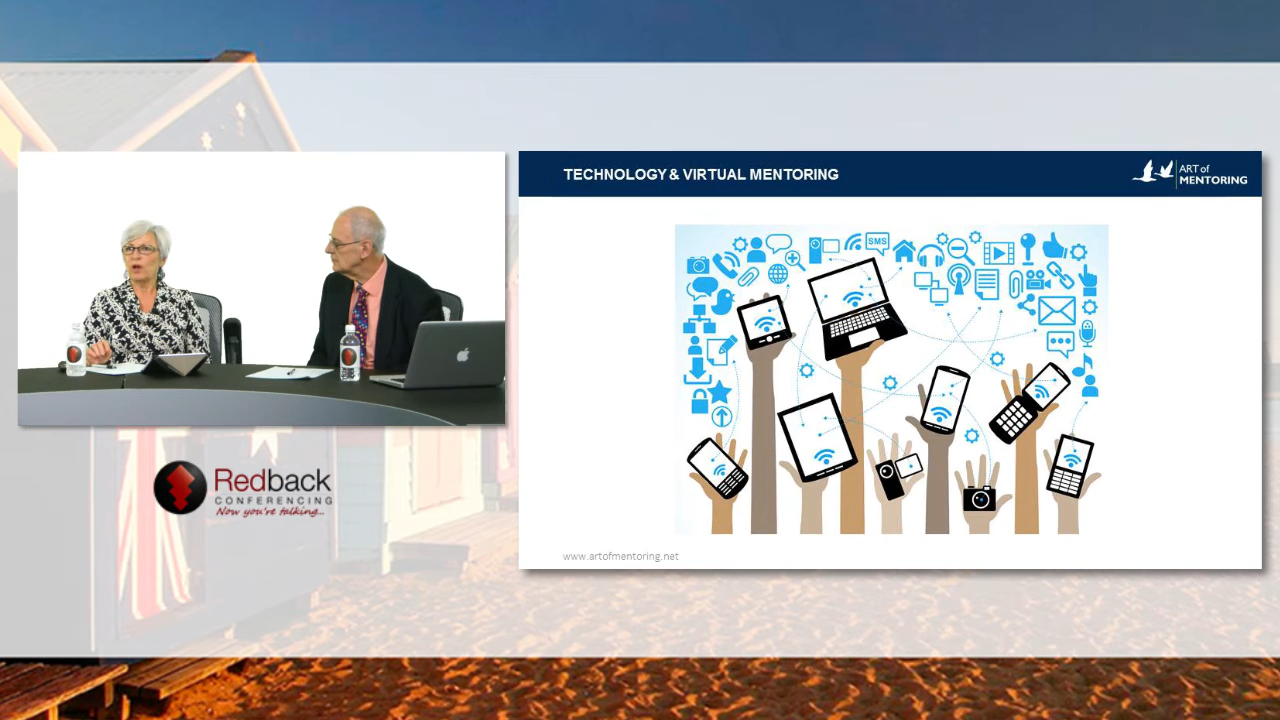 TECHNOLOGY & VIRTUAL MENTORING
ART of
MENTORING
SMS
Redback
CONFERENCING
Now you're talking...
www.artofmentoring.net